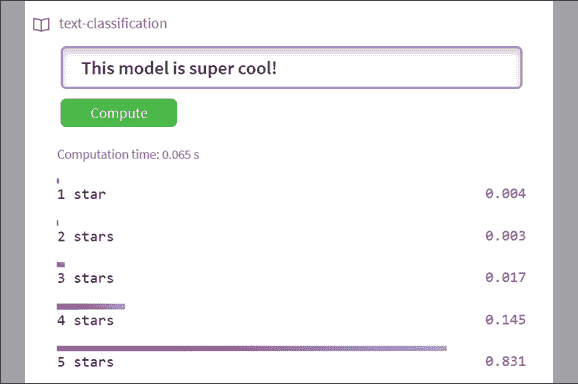 text-classification
This model is super cool!
Compute
Computation time: 0.065 s
1 star 0.004
2 stars 0.003
3 stars 0.017
4 stars 0.145
5 stars 0.831